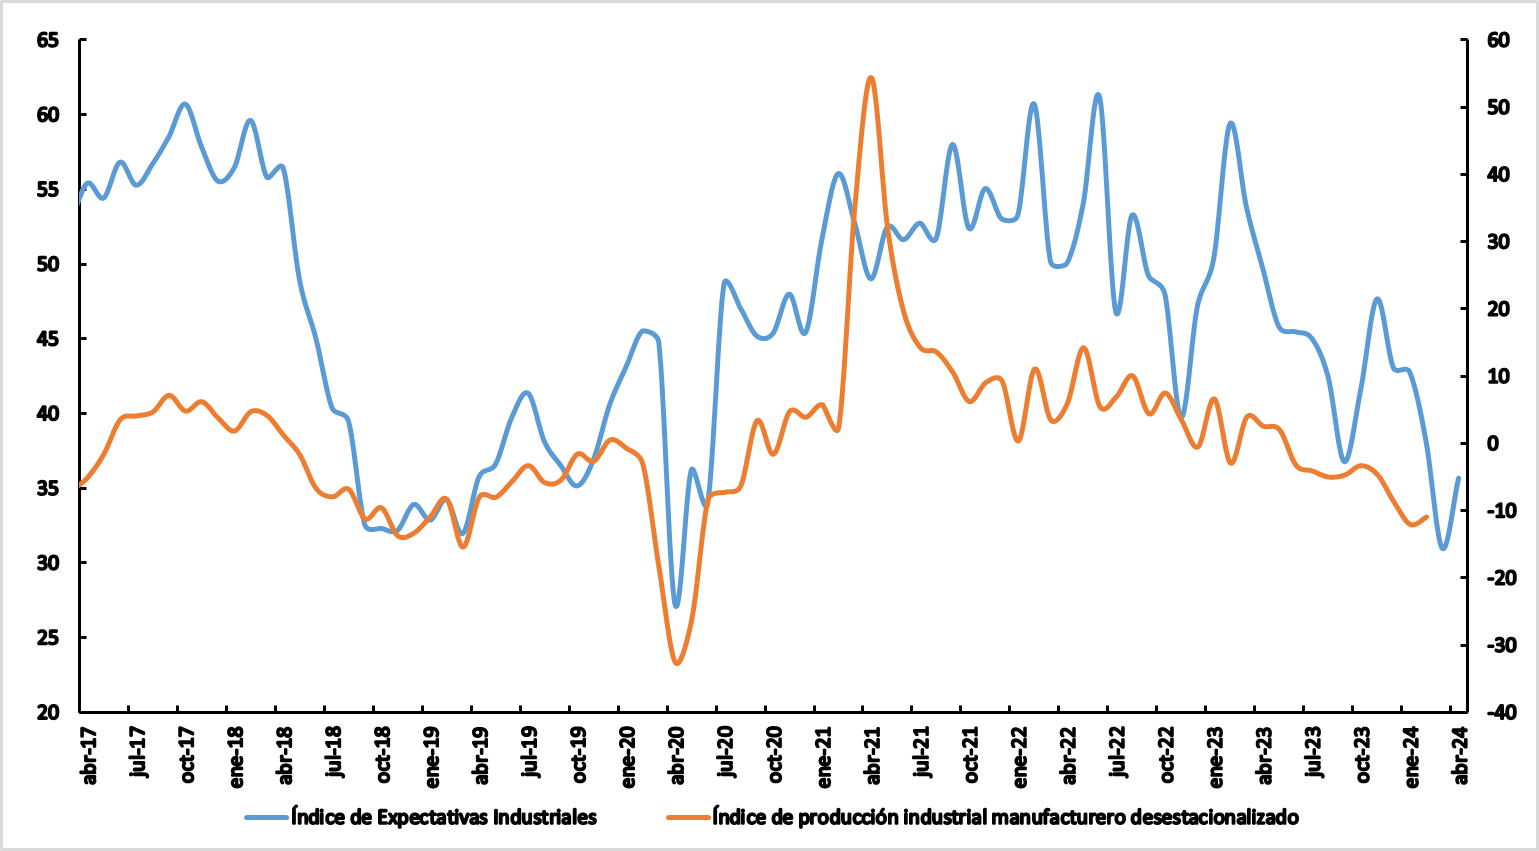 65
60
55
50
45
40
35
30
25
20
60
50
40
30
20
10
0
-10
-20
-30
-40
abr-17
jul-17
oct-17
ene-18
abr-18
jul-18
oct-18
ene-19
abr-19
jul-19
oct-19
ene-20
abr-20
jul-20
oct-20
ene-21
abr-21
jul-21
oct-21
ene-22
abr-22
jul-22
oct-22
ene-23
abr-23
jul-23
oct-23
ene-24
abr-24
Índice de Expectativas Industriales
Índice de producción industrial manufacturero desestacionalizado